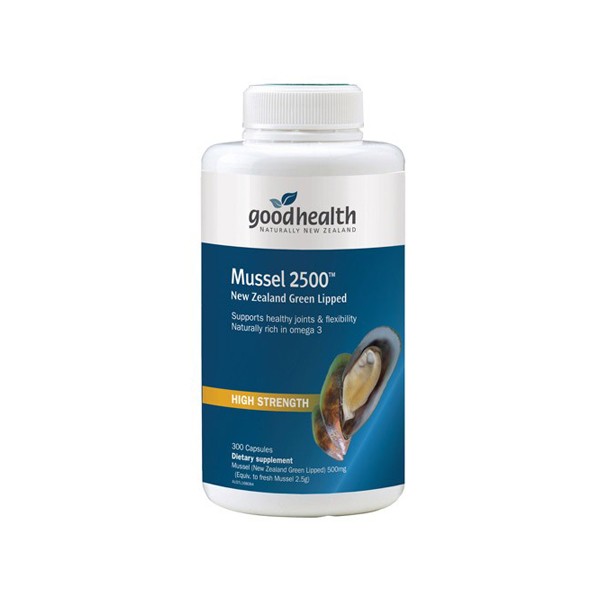 goodhealth
NATURALLY NEW ZEALAND
Mussel 2500™
New Zealand Green Lipped
Supports healthy joints & flexibility
Naturally rich in omega 3
HIGH STRENGTH
300 Capsules
Dietary supplement
Mussel (New Zealand Green Lipped) 500mg
(Equiv. to fresh Mussel 2.5g)